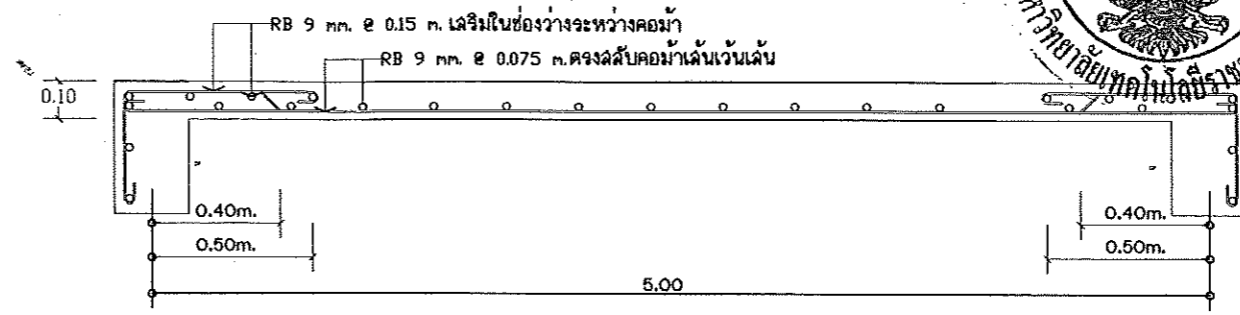 RB 9 mm. @ 0.15 m. เสริมในช่องว่างระหว่างคอม้า
RB 9 mm. @ 0.075 m.ตรงสลับคอม้าเส้นเว้นเส้น
0.10
0.40m.
0.50m.
0.40m.
0.50m.
5.00